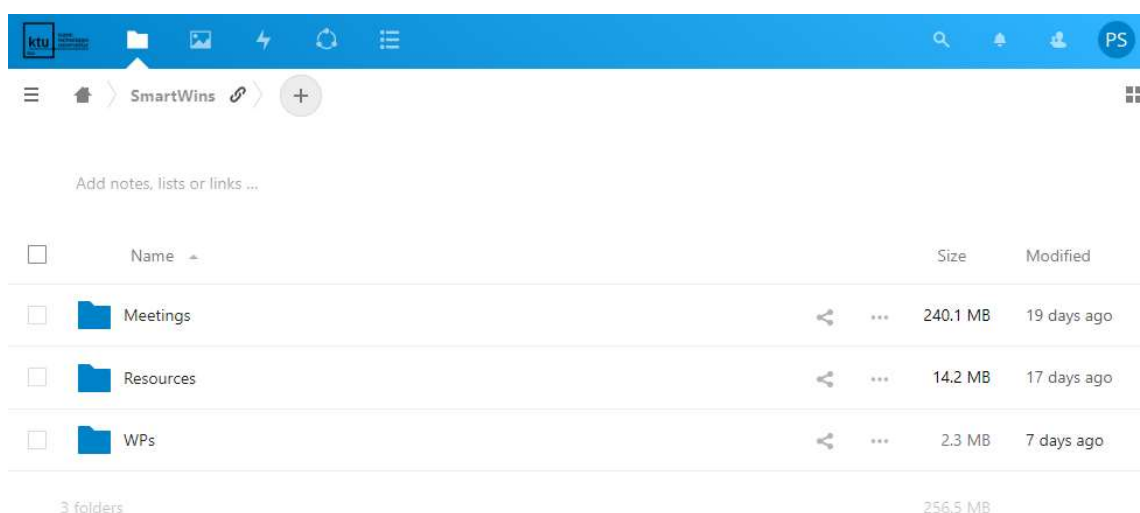 ktu
PS
SmartWins
Add notes, lists or links ...
Name Size Modified
Meetings 240.1 MB 19 days ago
Resources 14.2 MB 17 days ago
WPs 2.3 MB 7 days ago
3 folders 256.5 MB